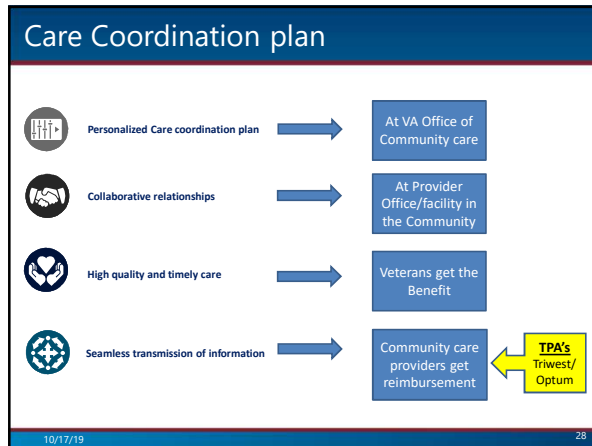 Care Coordination plan
Personalized Care coordination plan
At VA Office of
Community care
Collaborative relationships
At Provider
Office/facility in
the Community
High quality and timely care
Veterans get the
Benefit
Seamless transmission of information
Community care
providers get
reimbursement
TPA's
Triwest/
Optum
10/17/19
28